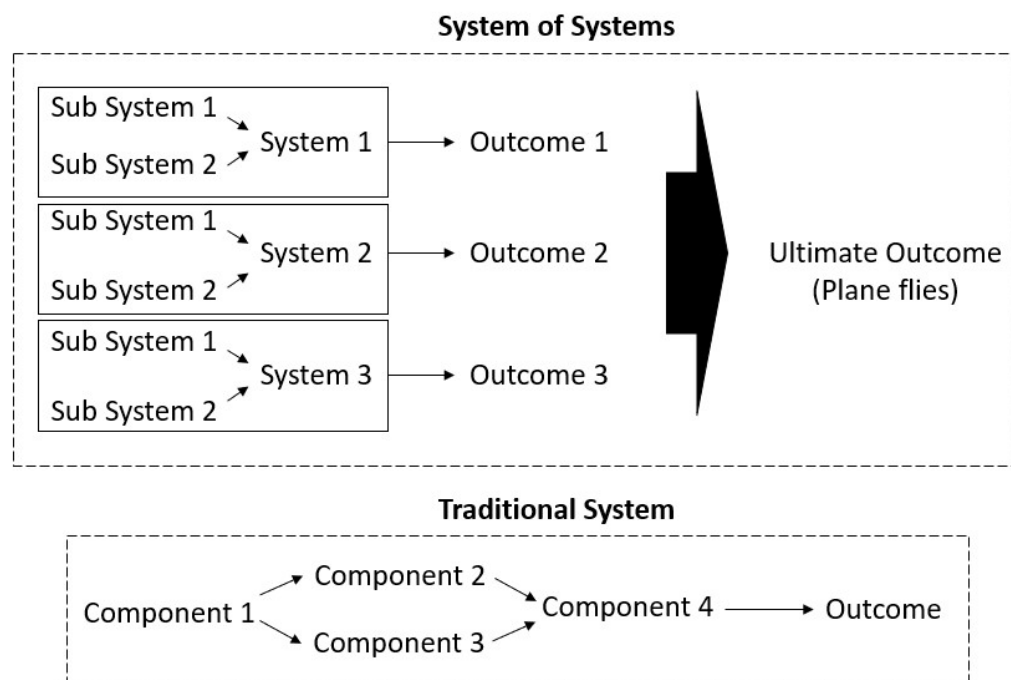 System of Systems
Sub System 1
System 1
Outcome 1
Sub System 2
Sub System 1
System 2
Outcome 2
Sub System 2
Sub System 1
System 3
Outcome 3
Sub System 2
Ultimate Outcome
(Plane flies)
Traditional System
Component 1
Component 2
Component 3
Component 4
Outcome